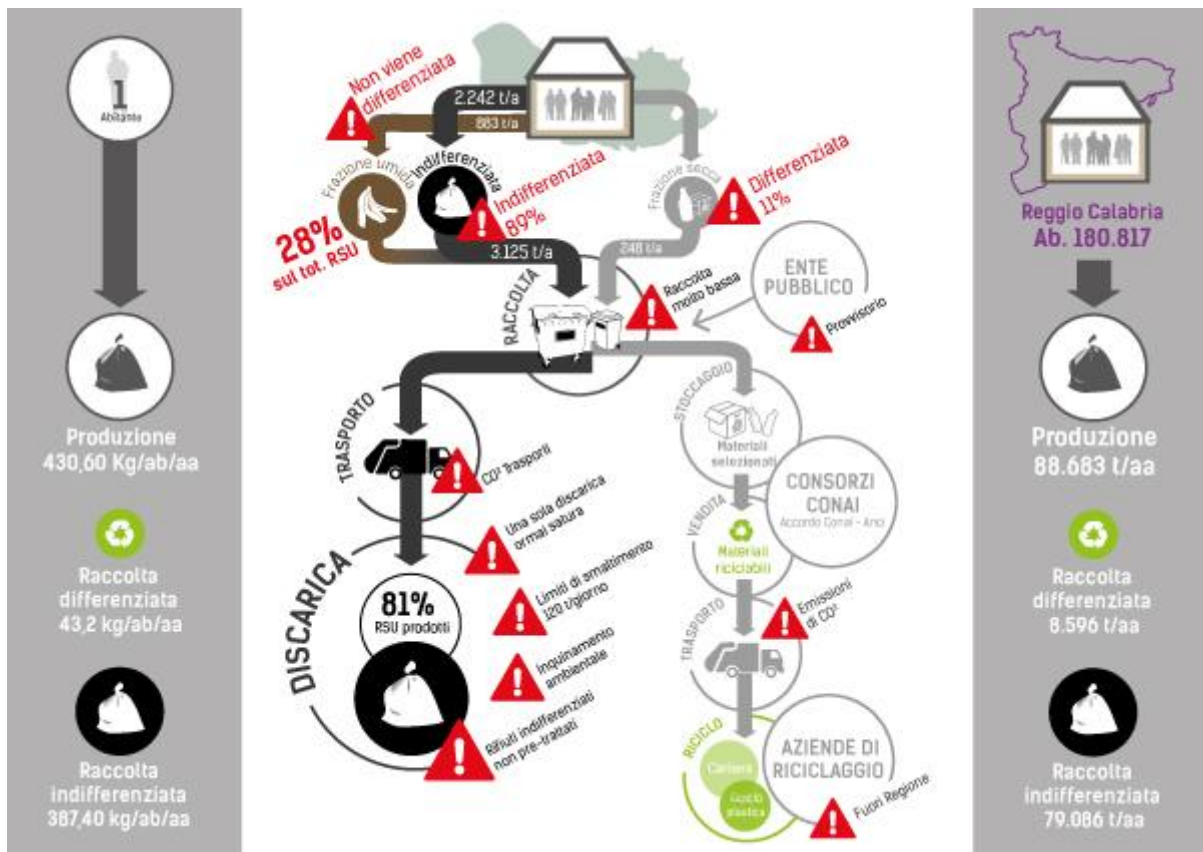 1
Abitante
Produzione
430,60 Kg/ab/aa
Raccolta
differenziata
43,2 kg/ab/aa
Raccolta
indifferenziata
387,40 kg/ab/aa
Non viene
differenziata
2.242 t/a
883 t/a
Frazione umida
28%
sul tot. RSU
Indifferenziata
Indifferenziata
89%
3.125 t/a
Frazione secca
Differenziata
11%
248 t/a
RACCOLTA
Raccolta
molto bassa
ENTE
PUBBLICO
Provvisorio
TRASPORTO
CO² Trasporti
DISCARICA
81%
RSU prodotti
Una sola discarica
ormai satura
Limiti di smaltimento
120 t/giorno
Inquinamento
ambientale
Rifiuti indifferenziati
non pre-trattati
STOCCAGGIO
Materiali
selezionati
CONSORZI
CONAI
Accordo Conai - Anci
VENDITA
Materiali
riciclabili
TRASPORTO
Emissioni
di CO²
RICICLO
Cartiera
plastica
AZIENDE DI
RICICLAGGIO
Fuori Regione
Reggio Calabria
Ab. 180.817
Produzione
88.683 t/aa
Raccolta
differenziata
8.596 t/aa
Raccolta
indifferenziata
79.086 t/aa